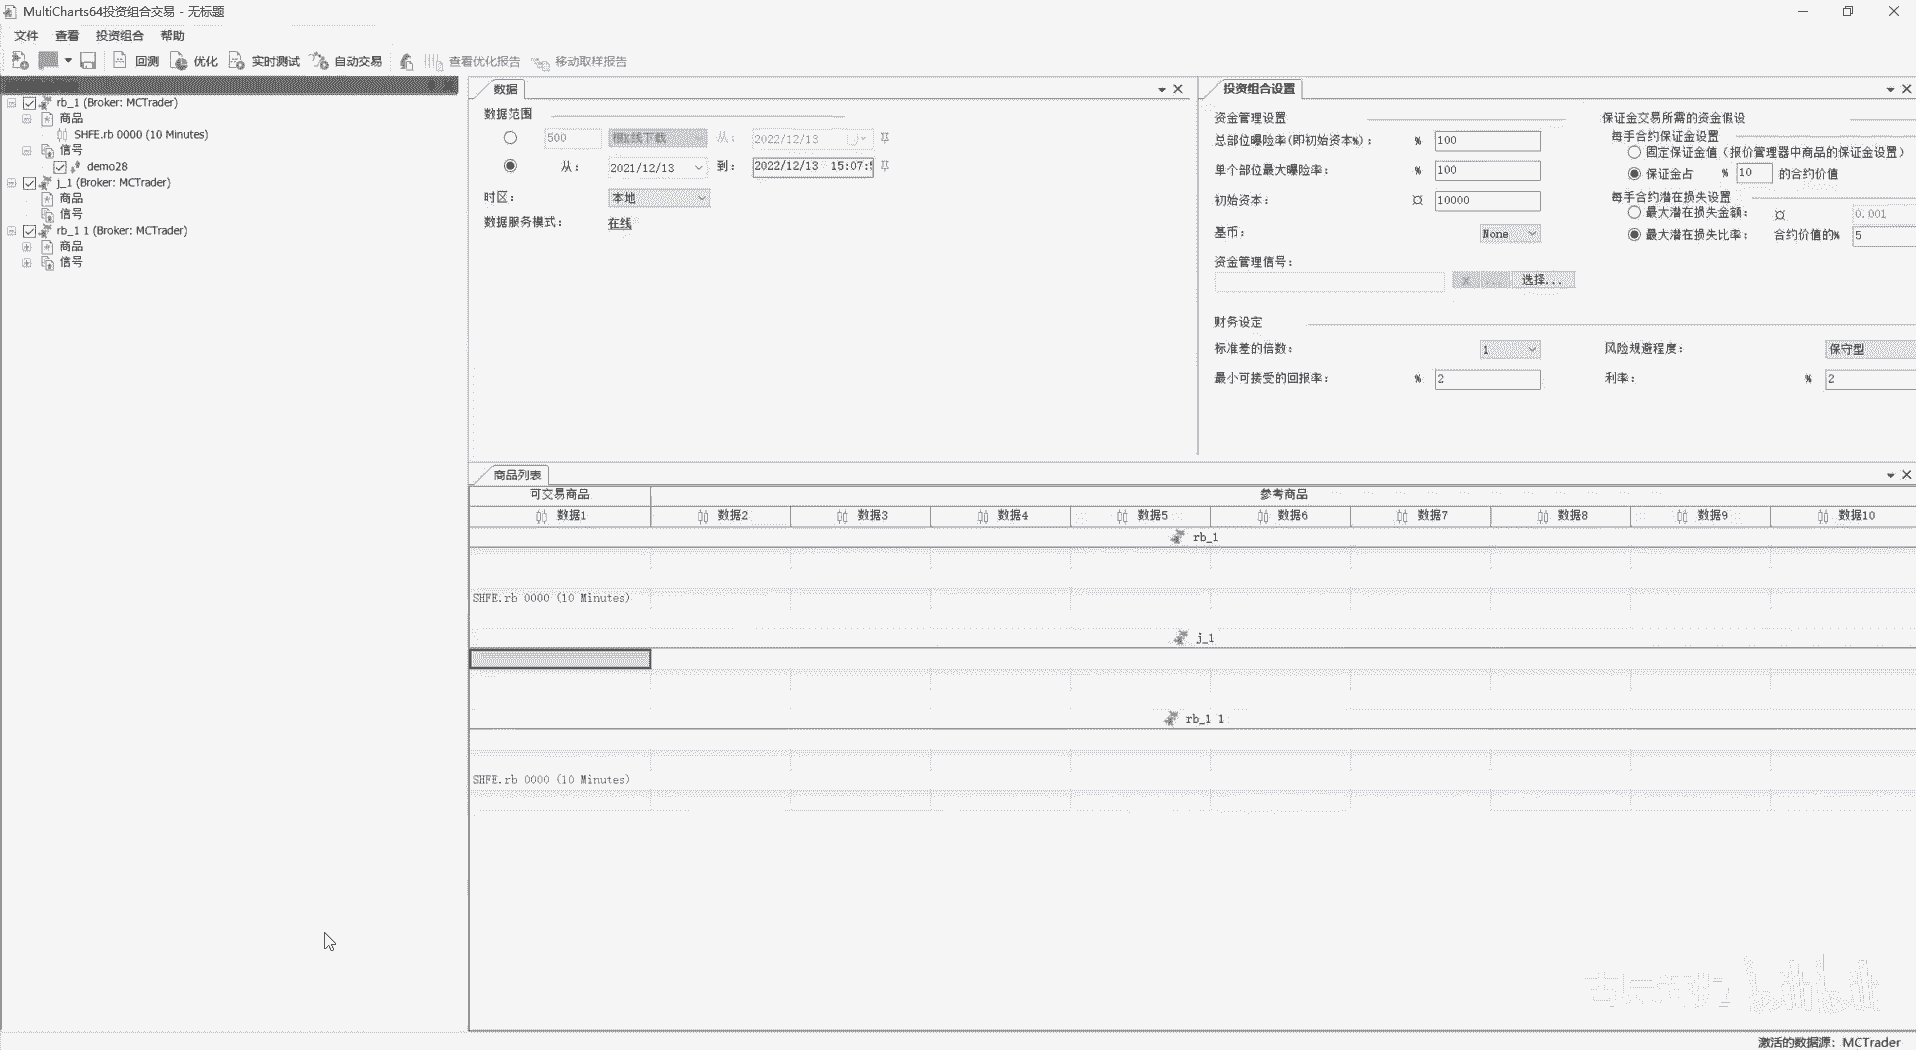 MultiCharts64投资组合交易 - 无标题
文件 查看 投资组合 帮助
回测 优化 实时测试 自动交易 查看优化报告 移动取样报告
rb_1 (Broker: MCTrader)
商品
SHFE.rb 0000 (10 Minutes)
信号
demo28
j_1 (Broker: MCTrader)
商品
信号
rb_1 1 (Broker: MCTrader)
商品
信号
数据
数据范围
500 根K线下载 从: 2022/12/13
从: 2021/12/13 到: 2022/12/13 15:07:5
时区: 本地
数据服务模式: 在线
投资组合设置
资金管理设置
总部位曝险率(即初始资本%): % 100
单个部位最大曝险率: % 100
初始资本: ¤ 10000
基币: None
资金管理信号:
x ... 选择...
保证金交易所需的资金假设
每手合约保证金设置
固定保证金值(报价管理器中商品的保证金设置)
保证金占 % 10 的合约价值
每手合约潜在损失设置
最大潜在损失金额: ¤ 0.001
最大潜在损失比率: 合约价值的% 5
财务设定
标准差的倍数: 1 风险规避程度: 保守型
最小可接受的回报率: % 2 利率: % 2
商品列表
可交易商品 参考商品
数据1 数据2 数据3 数据4 数据5 数据6 数据7 数据8 数据9 数据10
rb_1
SHFE.rb 0000 (10 Minutes)
j_1
rb_1 1
SHFE.rb 0000 (10 Minutes)
激活的数据源: MCTrader